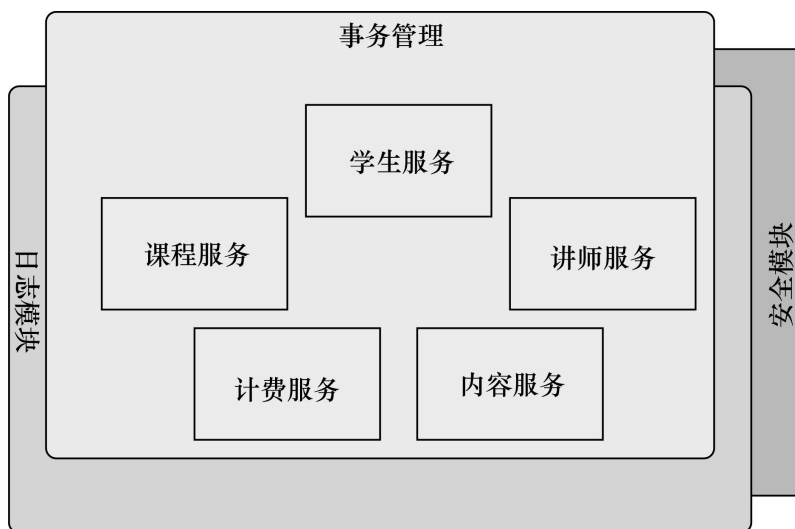 事务管理
学生服务
课程服务
讲师服务
日志模块
安全模块
计费服务
内容服务